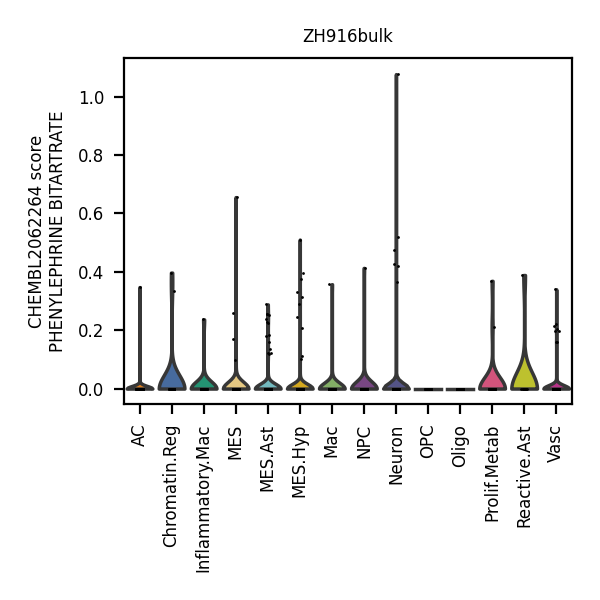 ZH916bulk
CHEMBL2062264 score
PHENYLEPHRINE BITARTRATE
1.0
0.8
0.6
0.4
0.2
0.0
AC
Chromatin.Reg
Inflammatory.Mac
MES
MES.Ast
MES.Hyp
Mac
NPC
Neuron
OPC
Oligo
Prolif.Metab
Reactive.Ast
Vasc